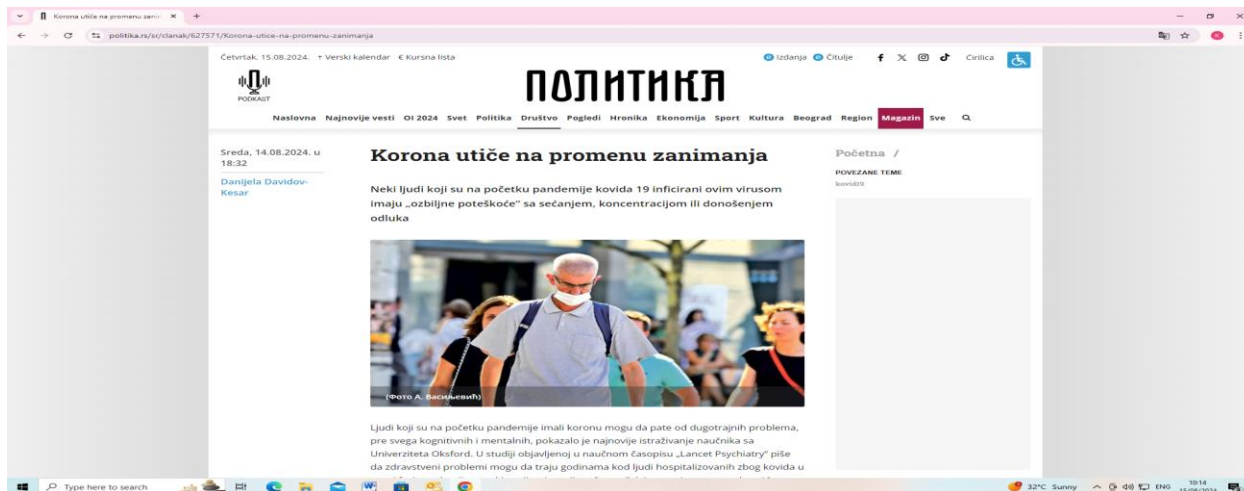 Korona utiče na promenu zanim
politika.rs/sr/clanak/627571/Korona-utice-na-promenu-zanimanja
Četvrtak, 15.08.2024. † Verski kalendar € Kursna lista
Izdanja Čitulje Ćirilica
PODKAST
ПОЛИТИКА
Naslovna Najnovije vesti OI 2024 Svet Politika Društvo Pogledi Hronika Ekonomija Sport Kultura Beograd Region Magazin Sve
Sreda, 14.08.2024. u
18:32
Danijela Davidov-
Kesar
Korona utiče na promenu zanimanja
Neki ljudi koji su na početku pandemije kovida 19 inficirani ovim virusom
imaju „ozbiljne poteškoće” sa sećanjem, koncentracijom ili donošenjem
odluka
(Фото А. Васиљевић)
Ljudi koji su na početku pandemije imali koronu mogu da pate od dugotrajnih problema,
pre svega kognitivnih i mentalnih, pokazalo je najnovije istraživanje naučnika sa
Univerziteta Oksford. U studiji objavljenoj u naučnom časopisu „Lancet Psychiatry” piše
da zdravstveni problemi mogu da traju godinama kod ljudi hospitalizovanih zbog kovida u
Početna /
POVEZANE TEME
kovid19
Type here to search
32°C Sunny
ENG
10:14
15/08/2024